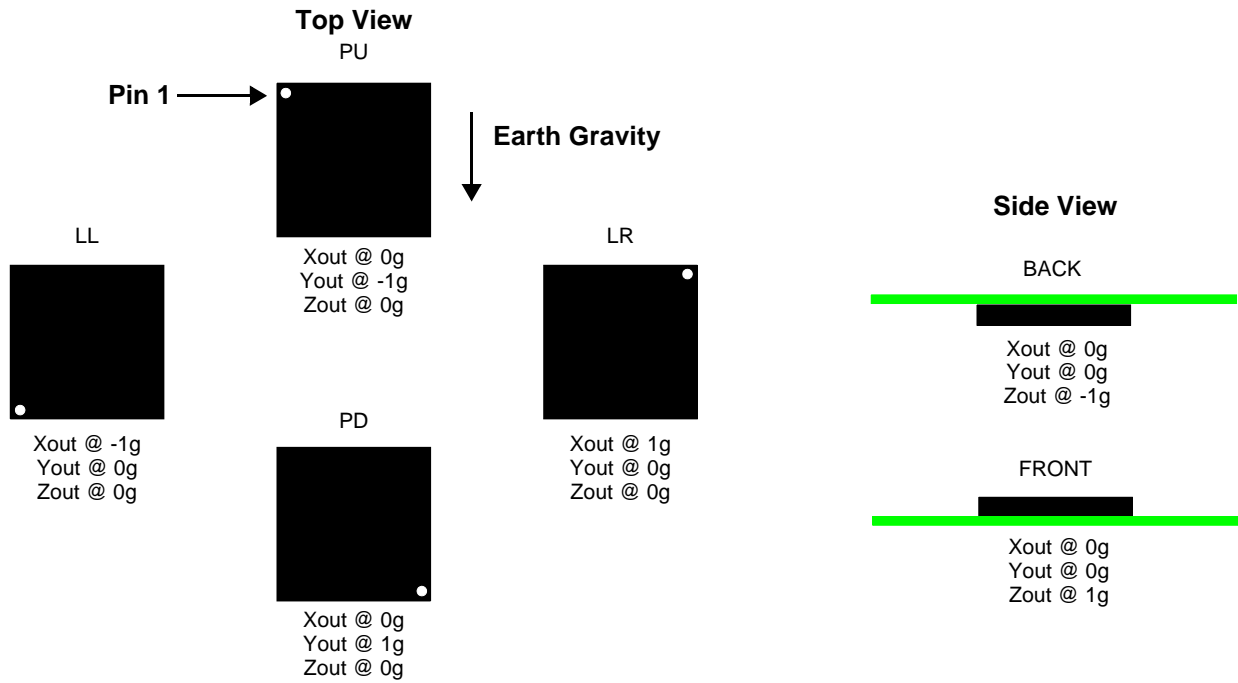 Top View
PU
Pin 1
Earth Gravity
Xout @ 0g
Yout @ -1g
Zout @ 0g
LL
Xout @ -1g
Yout @ 0g
Zout @ 0g
LR
Xout @ 1g
Yout @ 0g
Zout @ 0g
PD
Xout @ 0g
Yout @ 1g
Zout @ 0g
Side View
BACK
Xout @ 0g
Yout @ 0g
Zout @ -1g
FRONT
Xout @ 0g
Yout @ 0g
Zout @ 1g